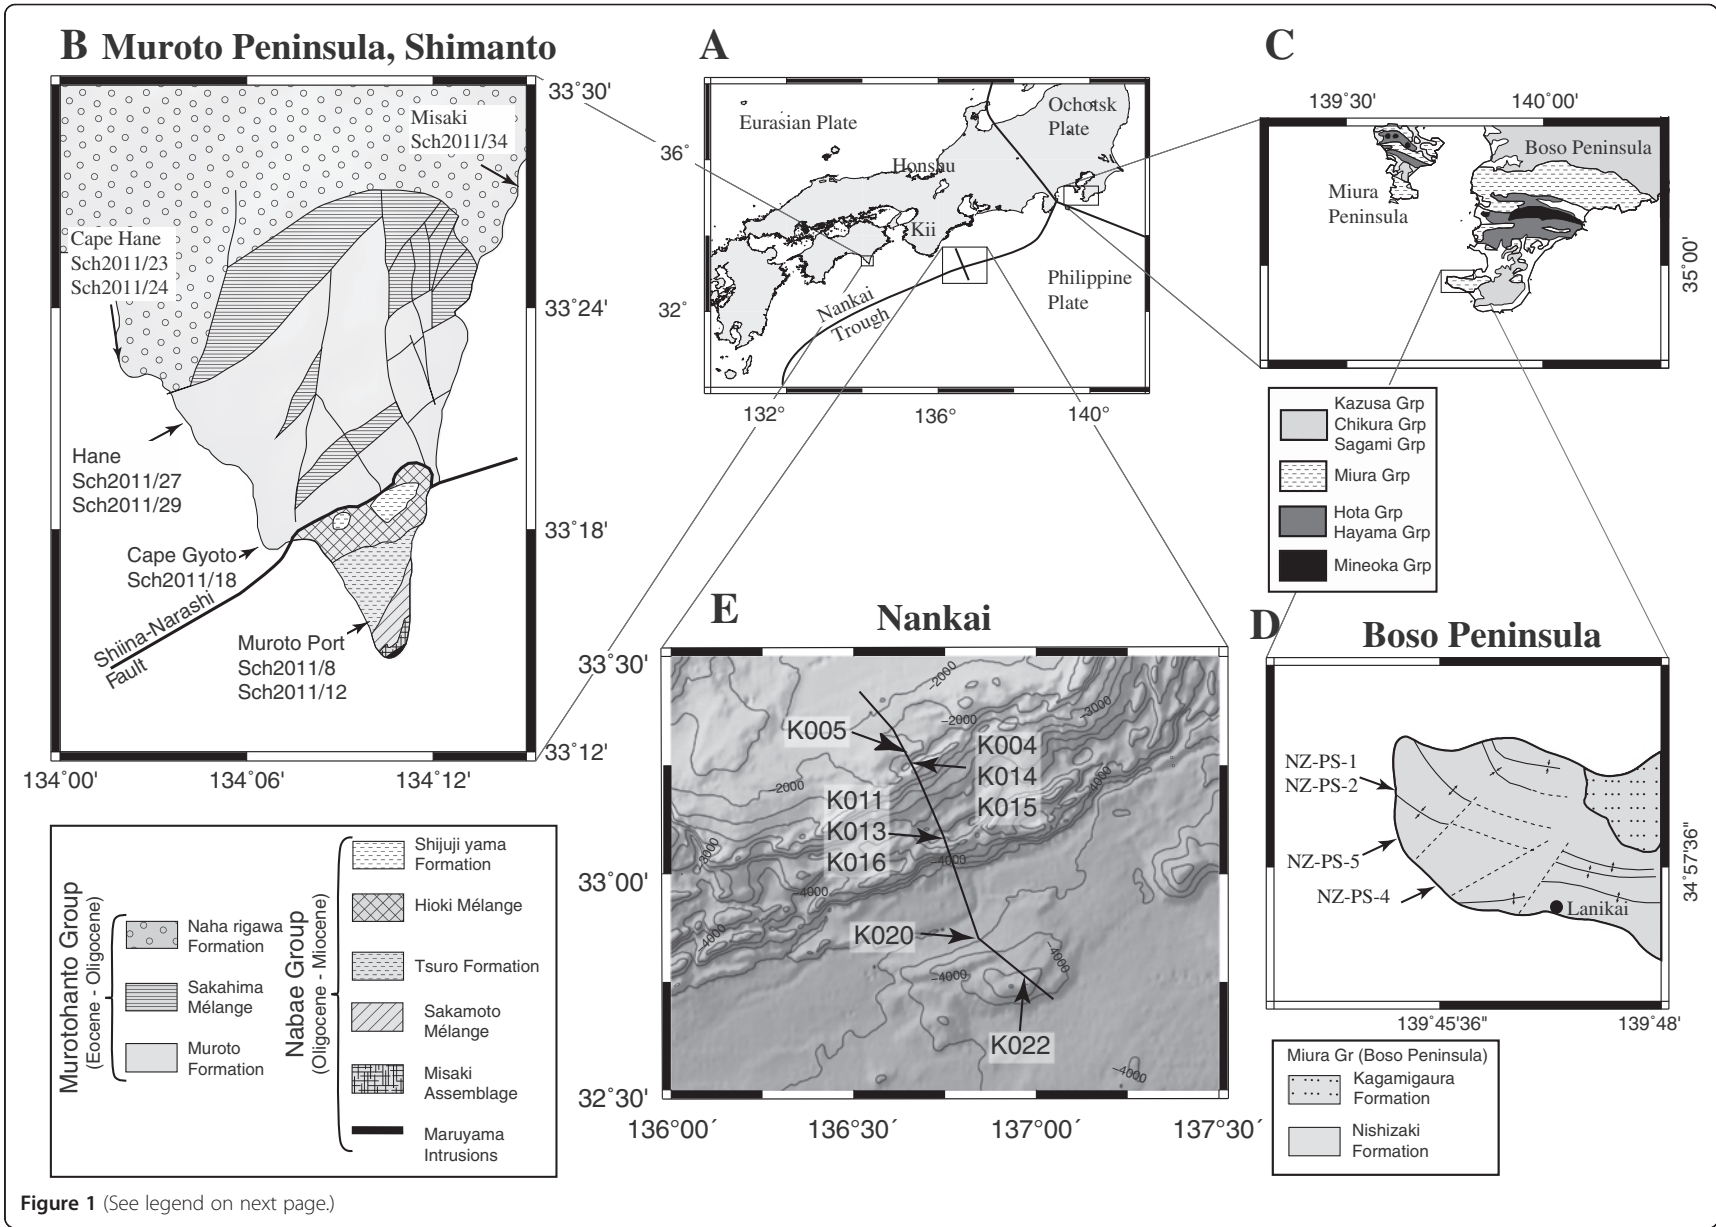 B Muroto Peninsula, Shimanto
33˚30'
33˚24'
33˚18'
33˚12'
134˚00'
134˚06'
134˚12'
Misaki
Sch2011/34
Cape Hane
Sch2011/23
Sch2011/24
Hane
Sch2011/27
Sch2011/29
Cape Gyoto
Sch2011/18
Shiina-Narashi
Fault
Muroto Port
Sch2011/8
Sch2011/12
Murotohanto Group
(Eocene - Oligocene)
Naha rigawa
Formation
Sakahima
Mélange
Muroto
Formation
Nabae Group
(Oligocene - Miocene)
Shijuji yama
Formation
Hioki Mélange
Tsuro Formation
Sakamoto
Mélange
Misaki
Assemblage
Maruyama
Intrusions
A
Eurasian Plate
Ochotsk
Plate
Honshu
Kii
Philippine
Plate
Nankai
Trough
36°
32°
132°
136°
140°
C
139˚30'
140˚00'
35˚00'
Boso Peninsula
Miura
Peninsula
Kazusa Grp
Chikura Grp
Sagami Grp
Miura Grp
Hota Grp
Hayama Grp
Mineoka Grp
E
Nankai
33˚30'
33˚00'
32˚30'
136°00´
136°30´
137°00´
137°30´
K005
K004
K014
K015
K011
K013
K016
K020
K022
−2000
−2000
−3000
−4000
−2000
−3000
−4000
−4000
−4000
−4000
−4000
−4000
D
Boso Peninsula
NZ-PS-1
NZ-PS-2
NZ-PS-5
NZ-PS-4
Lanikai
34˚57'36"
139˚45'36"
139˚48'
Miura Gr (Boso Peninsula)
Kagamigaura
Formation
Nishizaki
Formation
Figure 1 (See legend on next page.)